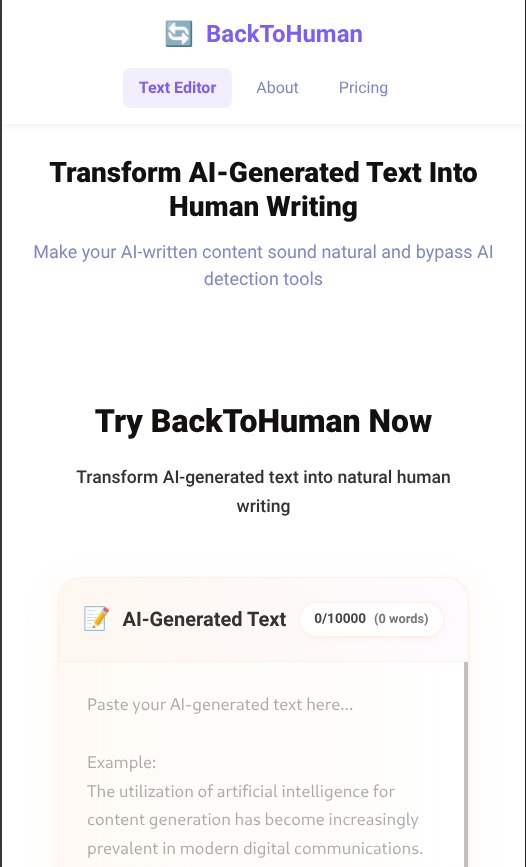 BackToHuman
Text Editor About Pricing
Transform AI-Generated Text Into
Human Writing
Make your AI-written content sound natural and bypass AI
detection tools
Try BackToHuman Now
Transform AI-generated text into natural human
writing
AI-Generated Text 0/10000 (0 words)
Paste your AI-generated text here...
Example:
The utilization of artificial intelligence for
content generation has become increasingly
prevalent in modern digital communications.